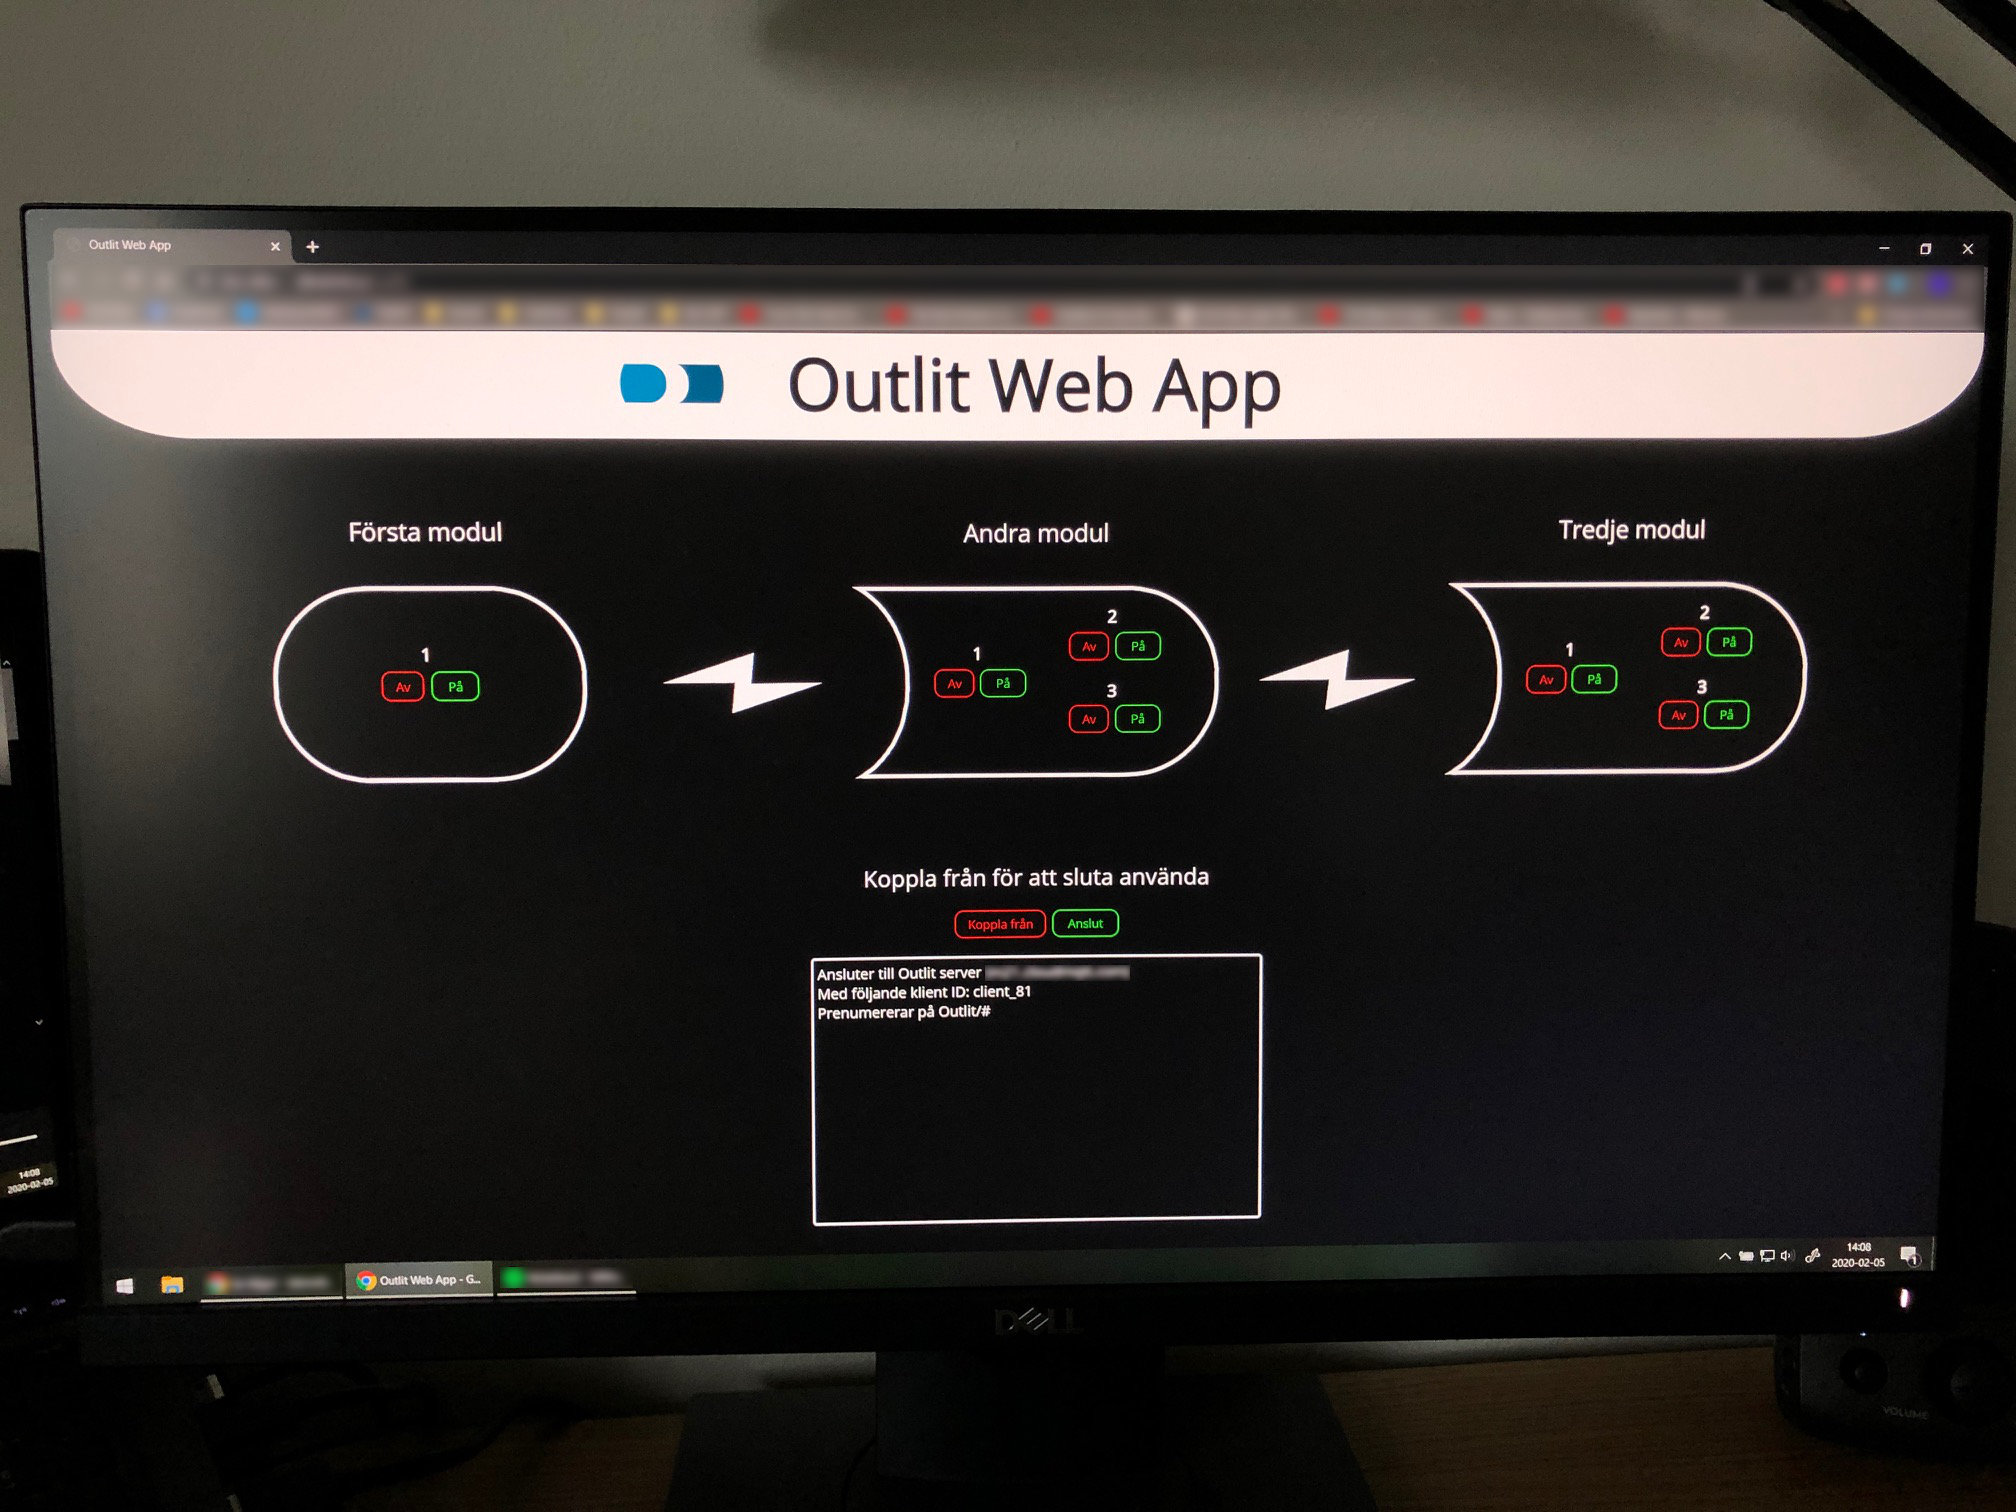 Outlit Web App
Outlit Web App
Första modul
Andra modul
Tredje modul
1
Av På
1
Av På
2
Av På
3
Av På
1
Av På
2
Av På
3
Av På
Koppla från för att sluta använda
Koppla från Anslut
Ansluter till Outlit server
Med följande klient ID: client_81
Prenumererar på Outlit/#
14:08
2020-02-05
Outlit Web App - G...
14:08
2020-02-05
1
DELL
VOLUME